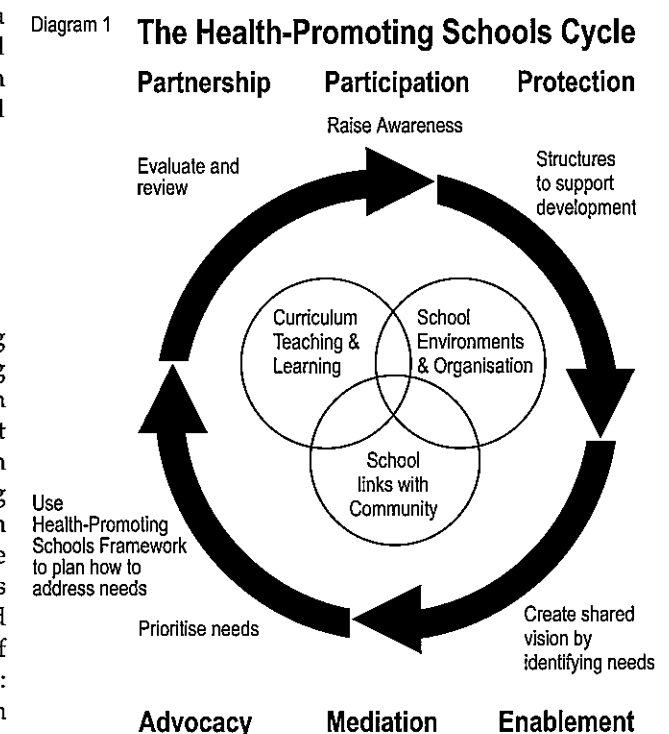 Diagram 1
The Health-Promoting Schools Cycle
Partnership Participation Protection
Raise Awareness
Evaluate and
review
Structures
to support
development
Curriculum
Teaching &
Learning
School
Environments
& Organisation
School
links with
Community
Use
Health-Promoting
Schools Framework
to plan how to
address needs
Prioritise needs
Create shared
vision by
identifying needs
Advocacy Mediation Enablement